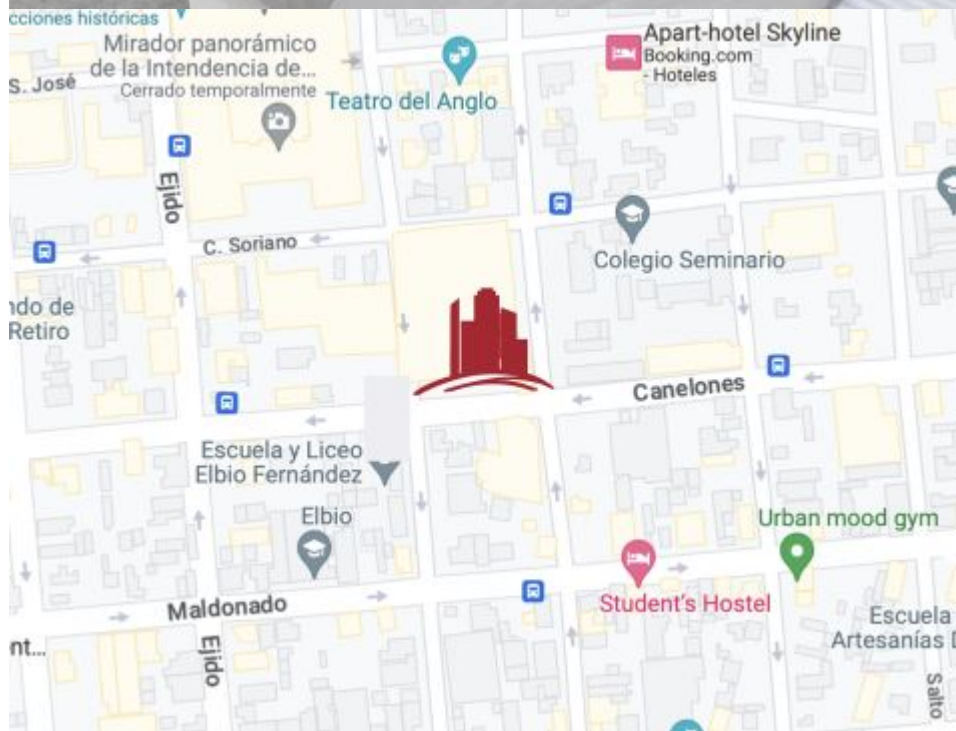 cciones históricas
Mirador panorámico
de la Intendencia de...
Cerrado temporalmente
Apart-hotel Skyline
Booking.com
- Hoteles
S. José
Teatro del Anglo
Ejido
C. Soriano
Colegio Seminario
ndo de
Retiro
Canelones
Escuela y Liceo
Elbio Fernández
Elbio
Urban mood gym
Maldonado
Student's Hostel
Escuela
Artesanías D
nt...
Ejido
Salto